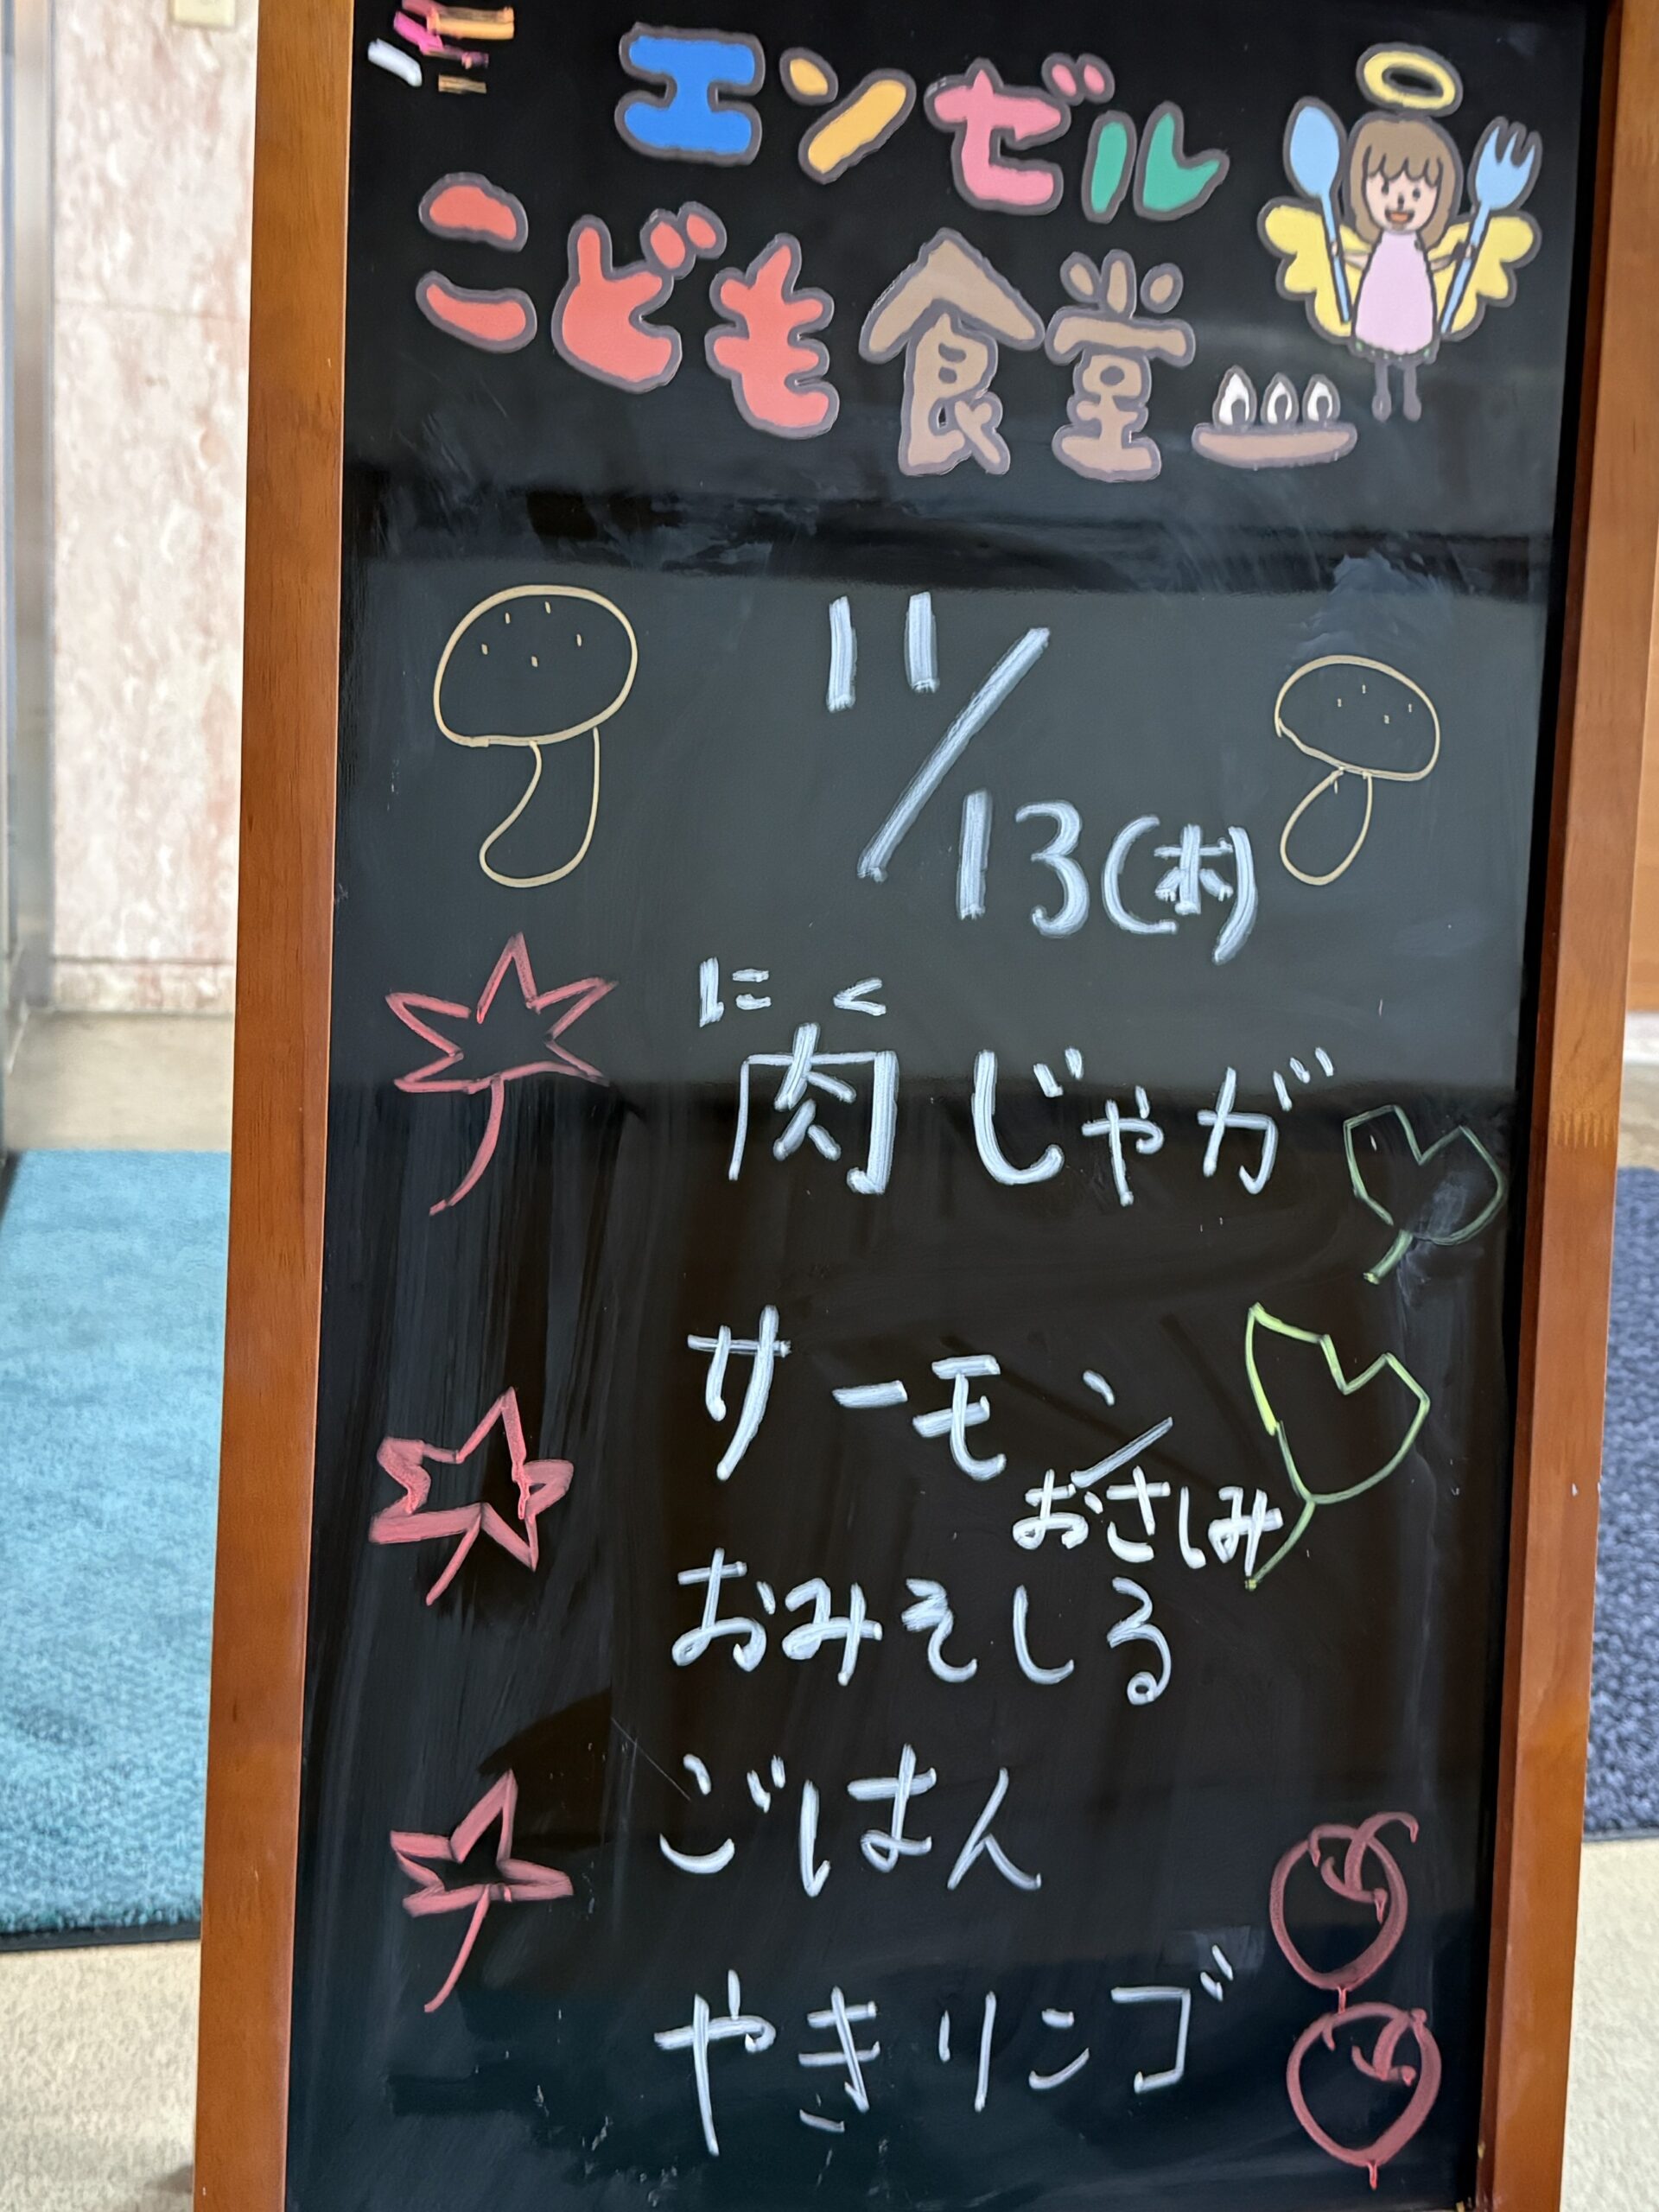 エンゼル
こども食堂
11/13(木)
にく
肉じゃが
サーモン
おさしみ
おみそしる
ごはん
やきリンゴ